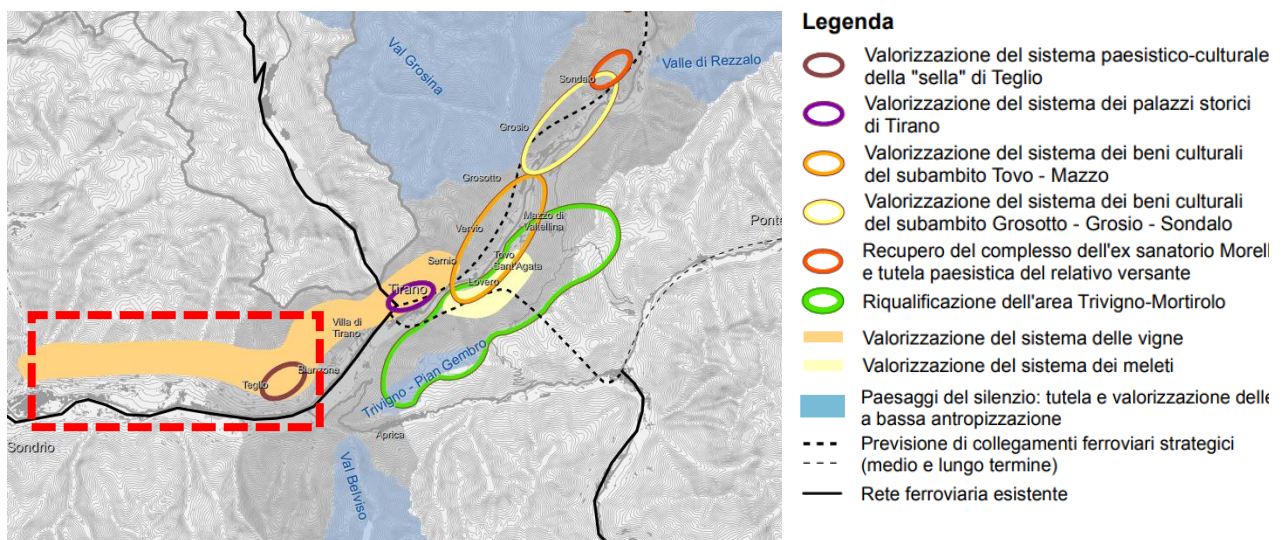 Val Grosina
Valle di Rezzalo
Sondalo
Grosio
Grosotto
Mazzo di
Valtellina
Ponte
Vervio
Tovo
Sant'Agata
Sernio
Lovero
Tirano
Villa di
Tirano
Bianzone
Teglio
Trivigno - Pian Gembro
Aprica
Sondrio
Val Belviso
Legenda
Valorizzazione del sistema paesistico-culturale
della "sella" di Teglio
Valorizzazione del sistema dei palazzi storici
di Tirano
Valorizzazione del sistema dei beni culturali
del subambito Tovo - Mazzo
Valorizzazione del sistema dei beni culturali
del subambito Grosotto - Grosio - Sondalo
Recupero del complesso dell'ex sanatorio Morell
e tutela paesistica del relativo versante
Riqualificazione dell'area Trivigno-Mortirolo
Valorizzazione del sistema delle vigne
Valorizzazione del sistema dei meleti
Paesaggi del silenzio: tutela e valorizzazione delle
a bassa antropizzazione
Previsione di collegamenti ferroviari strategici
(medio e lungo termine)
Rete ferroviaria esistente